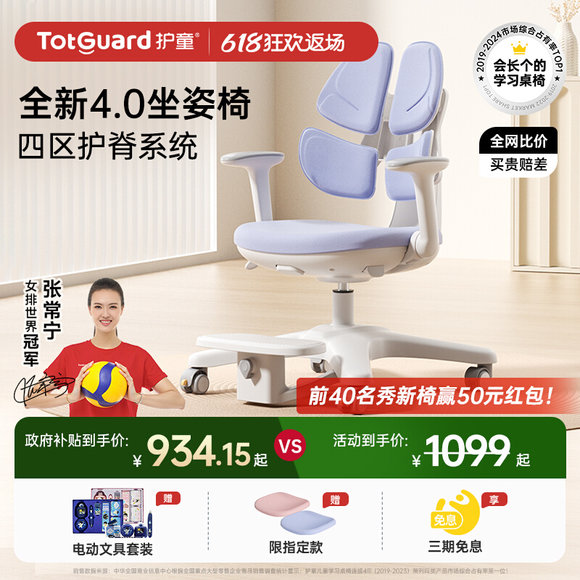 TotGuard 护童®
618狂欢返场
2019-2024市场综合占有率TOP1
会长个的
学习桌椅
全新4.0坐姿椅
四区护脊系统
全网比价
买贵赔差
张常宁
女排世界冠军
前40名秀新椅赢50元红包!
政府补贴到手价:
¥934.15起
VS
活动到手价:
¥1099起
赠
电动文具套装
赠
限指定款
享
免息
三期免息